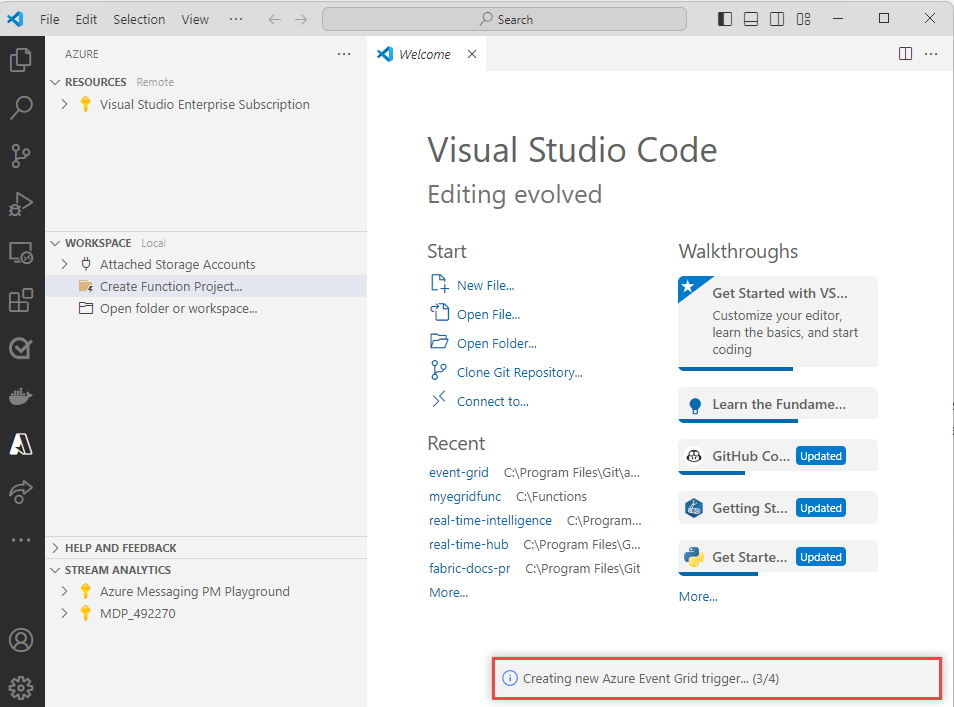 File Edit Selection View ··· Search
AZURE ···
RESOURCES Remote
Visual Studio Enterprise Subscription
WORKSPACE Local
Attached Storage Accounts
Create Function Project...
Open folder or workspace...
HELP AND FEEDBACK
STREAM ANALYTICS
Azure Messaging PM Playground
MDP_492270
Welcome
Visual Studio Code
Editing evolved
Start
New File...
Open File...
Open Folder...
Clone Git Repository...
Connect to...
Recent
event-grid C:\Program Files\Git\a...
myegridfunc C:\Functions
real-time-intelligence C:\Program...
real-time-hub C:\Program Files\G...
fabric-docs-pr C:\Program Files\Git
More...
Walkthroughs
Get Started with VS...
Customize your editor,
learn the basics, and start
coding
Learn the Fundame...
GitHub Co... Updated
Getting St... Updated
Get Starte... Updated
More...
Creating new Azure Event Grid trigger... (3/4)